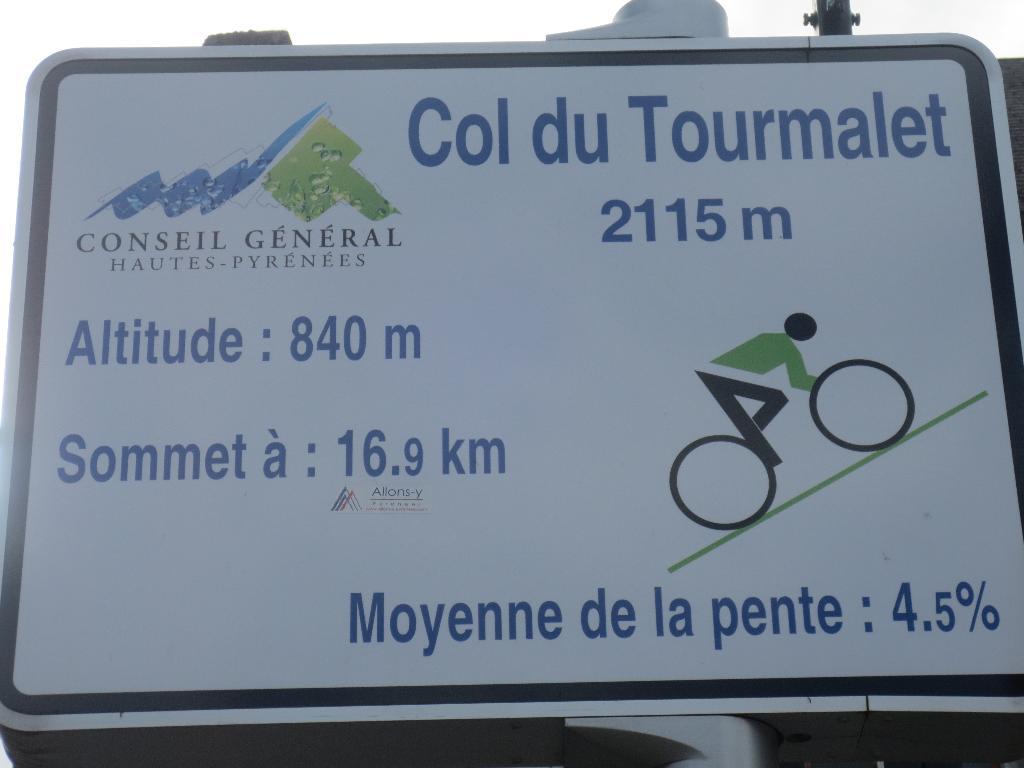 Col du Tourmalet
2115 m
CONSEIL GÉNÉRAL
HAUTES-PYRÉNÉES
Altitude : 840 m
Sommet à : 16.9 km
Allons-y
Moyenne de la pente : 4.5%